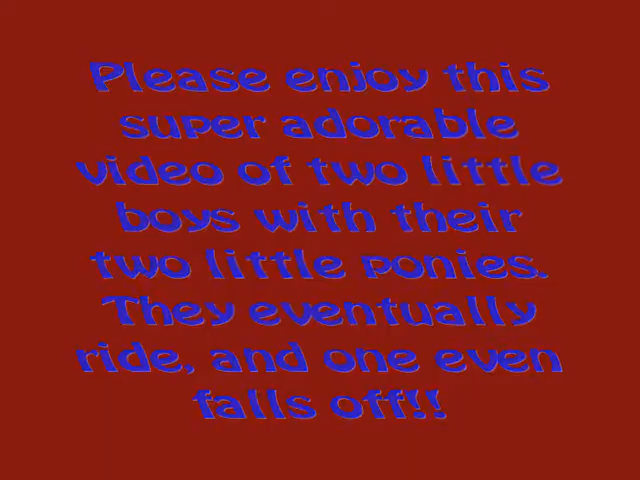 Please enjoy this
super adorable
video of two little
boys with their
two little ponies.
They eventually
ride, and one even
falls off!!